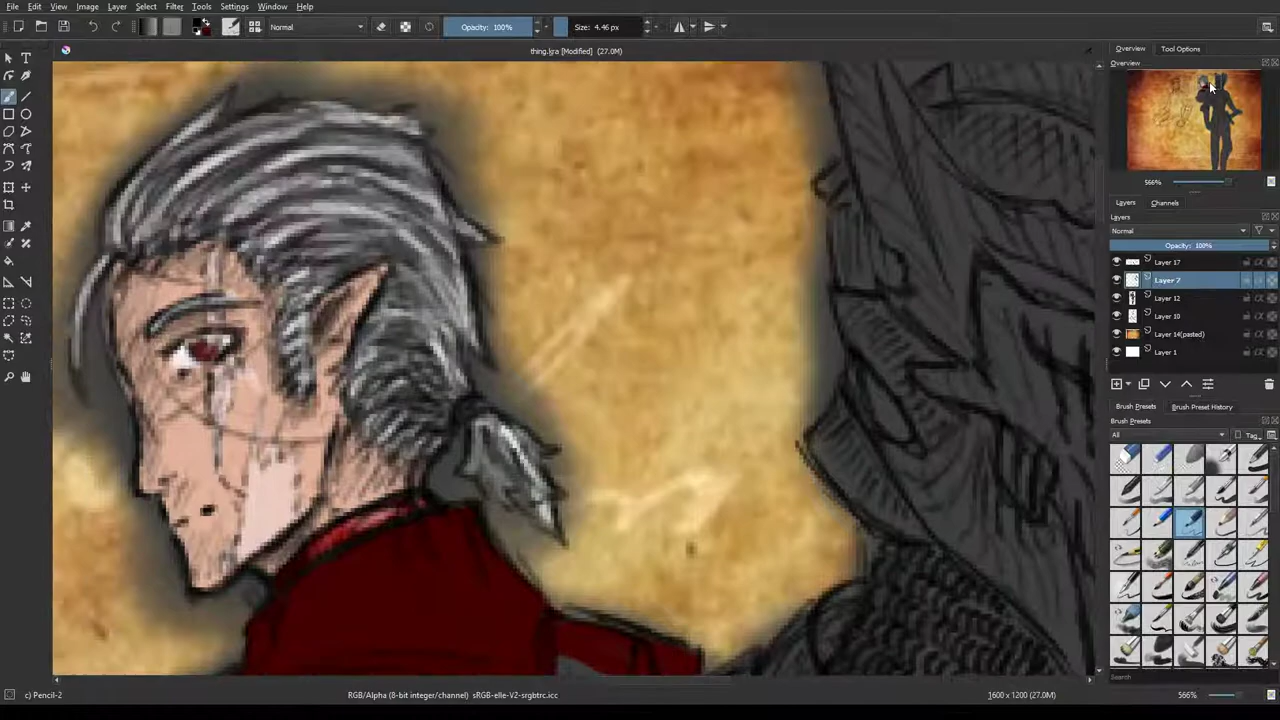 File Edit View Image Layer Select Filter Tools Settings Window Help
Normal
Opacity: 100%
Size: 4.46 px
thing.kra [Modified] (27.0M)
Overview Tool Options
Overview
566%
Layers Channels
Layers
Normal
Opacity: 100%
Layer 17
Layer 7
Layer 12
Layer 10
Layer 14(pasted)
Layer 1
Brush Presets Brush Preset History
Brush Presets
All
Tag
Search
c) Pencil-2
RGB/Alpha (8-bit integer/channel) sRGB-elle-V2-srgbtrc.icc
1600 x 1200 (27.0M)
566%